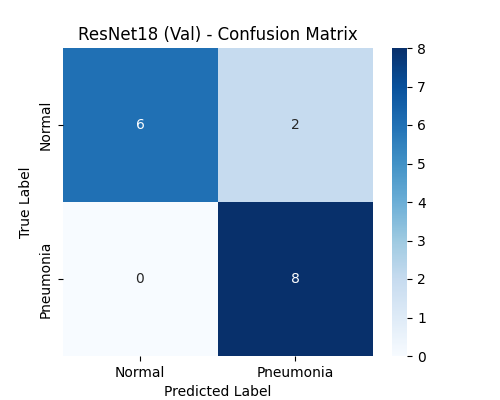 ResNet18 (Val) - Confusion Matrix
Normal
Pneumonia
True Label
6
2
0
8
Normal
Pneumonia
Predicted Label
8
7
6
5
4
3
2
1
0